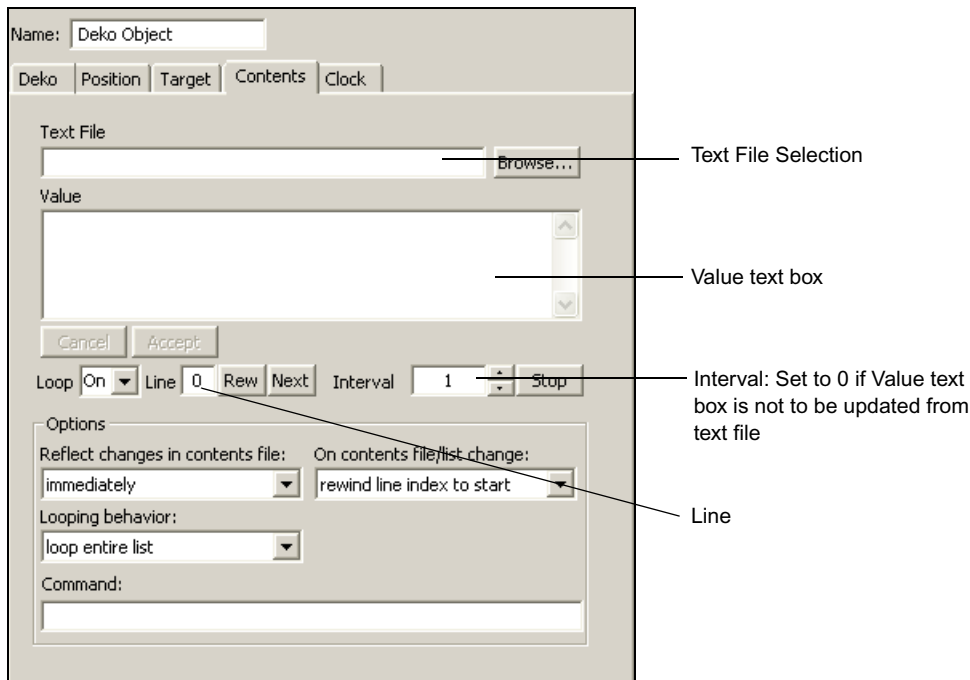 Name: Deko Object
Deko Position Target Contents Clock
Text File
Browse...
Text File Selection
Value
Value text box
Cancel Accept
Loop On Line 0 Rew Next Interval 1 Stop
Interval: Set to 0 if Value text
box is not to be updated from
text file
Options
Reflect changes in contents file: On contents file/list change:
immediately rewind line index to start
Line
Looping behavior:
loop entire list
Command: